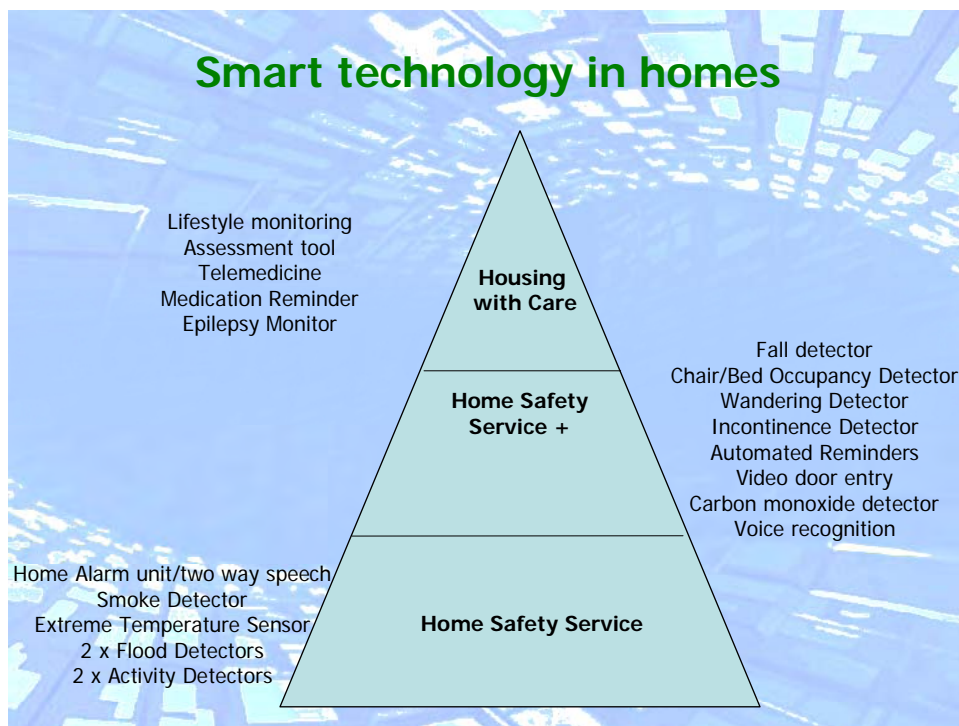 Smart technology in homes
Lifestyle monitoring
Assessment tool
Telemedicine
Medication Reminder
Epilepsy Monitor
Housing
with Care
Fall detector
Chair/Bed Occupancy Detector
Wandering Detector
Incontinence Detector
Automated Reminders
Video door entry
Carbon monoxide detector
Voice recognition
Home Safety
Service +
Home Alarm unit/two way speech
Smoke Detector
Extreme Temperature Sensor
2 x Flood Detectors
2 x Activity Detectors
Home Safety Service